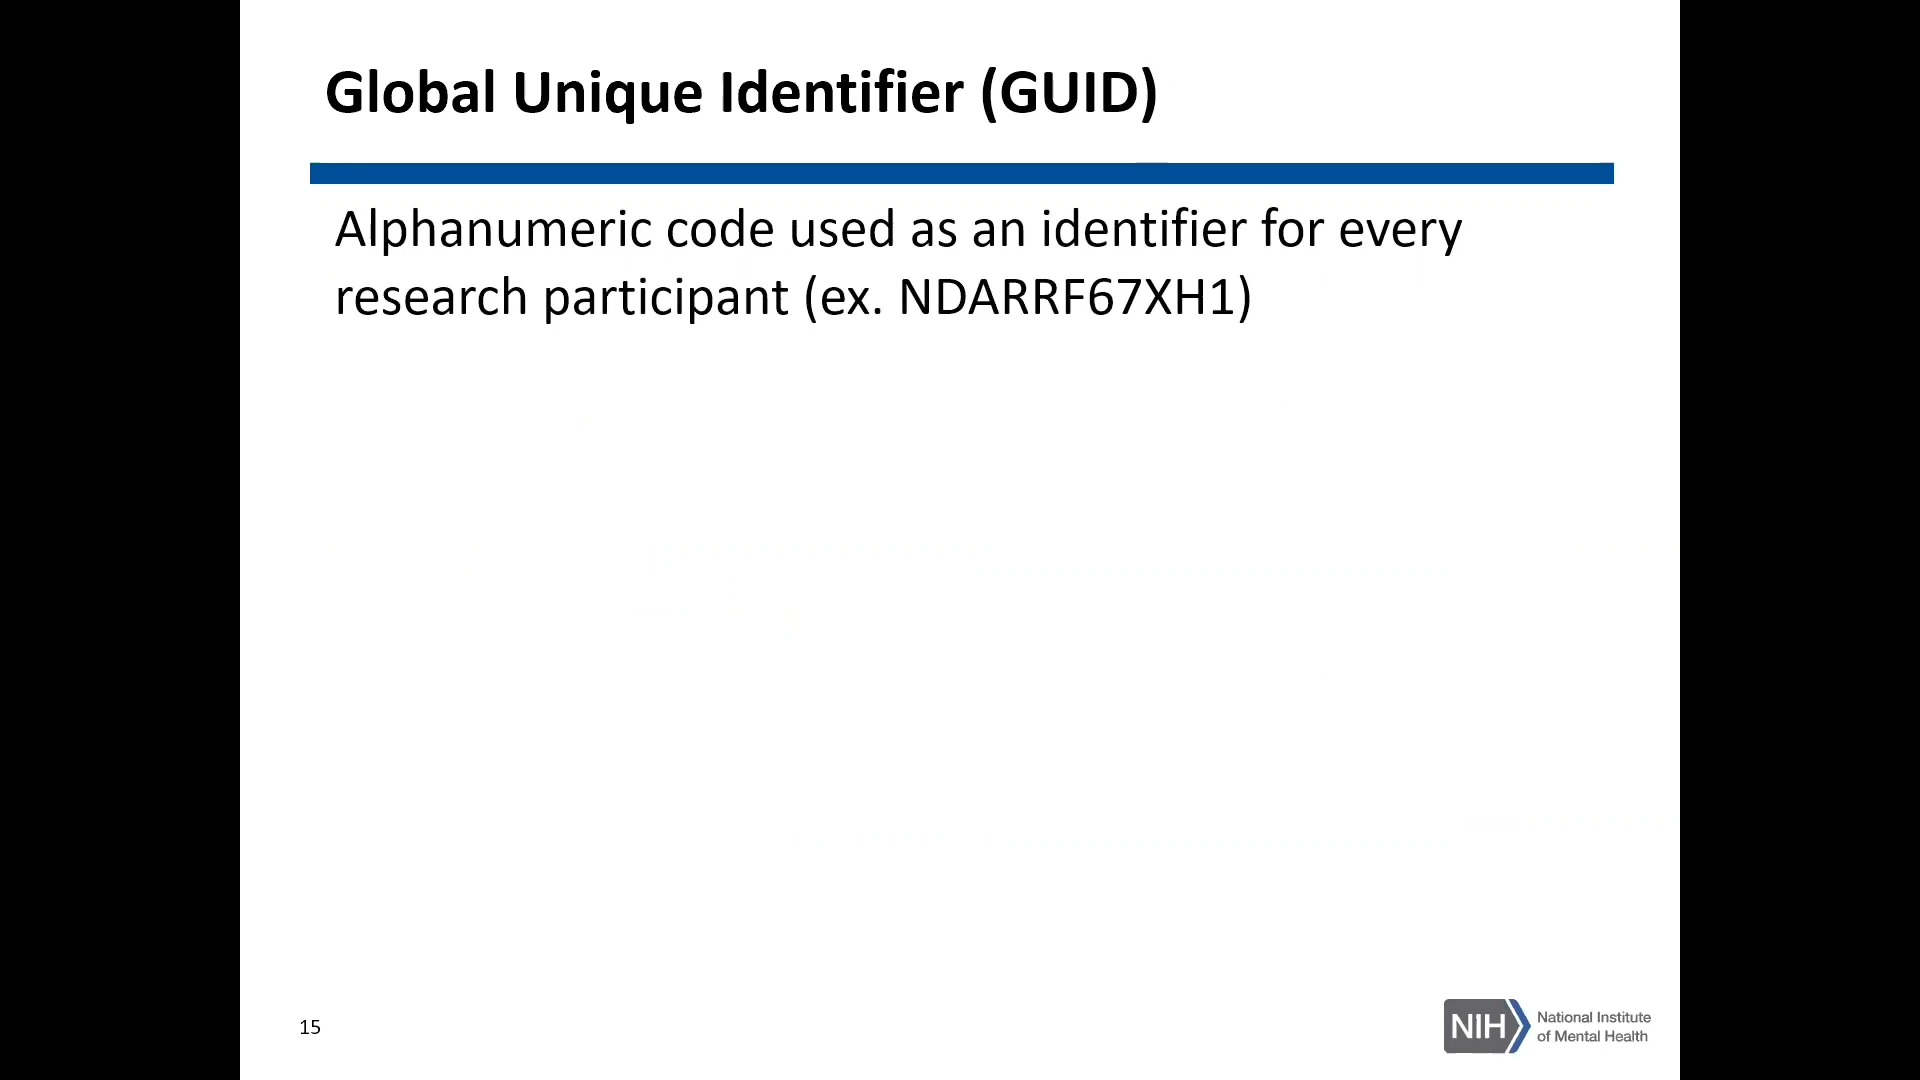 Global Unique Identifier (GUID)
Alphanumeric code used as an identifier for every
research participant (ex. NDARRF67XH1)
15
NIH
National Institute
of Mental Health